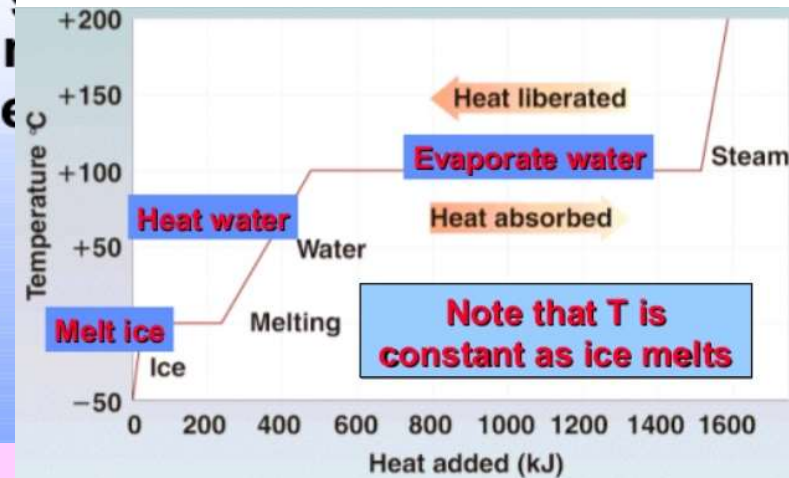 +200
+150
Heat liberated
Temperature °C
+100
Evaporate water
Steam
Heat water
Heat absorbed
+50
Water
Melt ice
Melting
Note that T is
constant as ice melts
Ice
−50
0 200 400 600 800 1000 1200 1400 1600
Heat added (kJ)